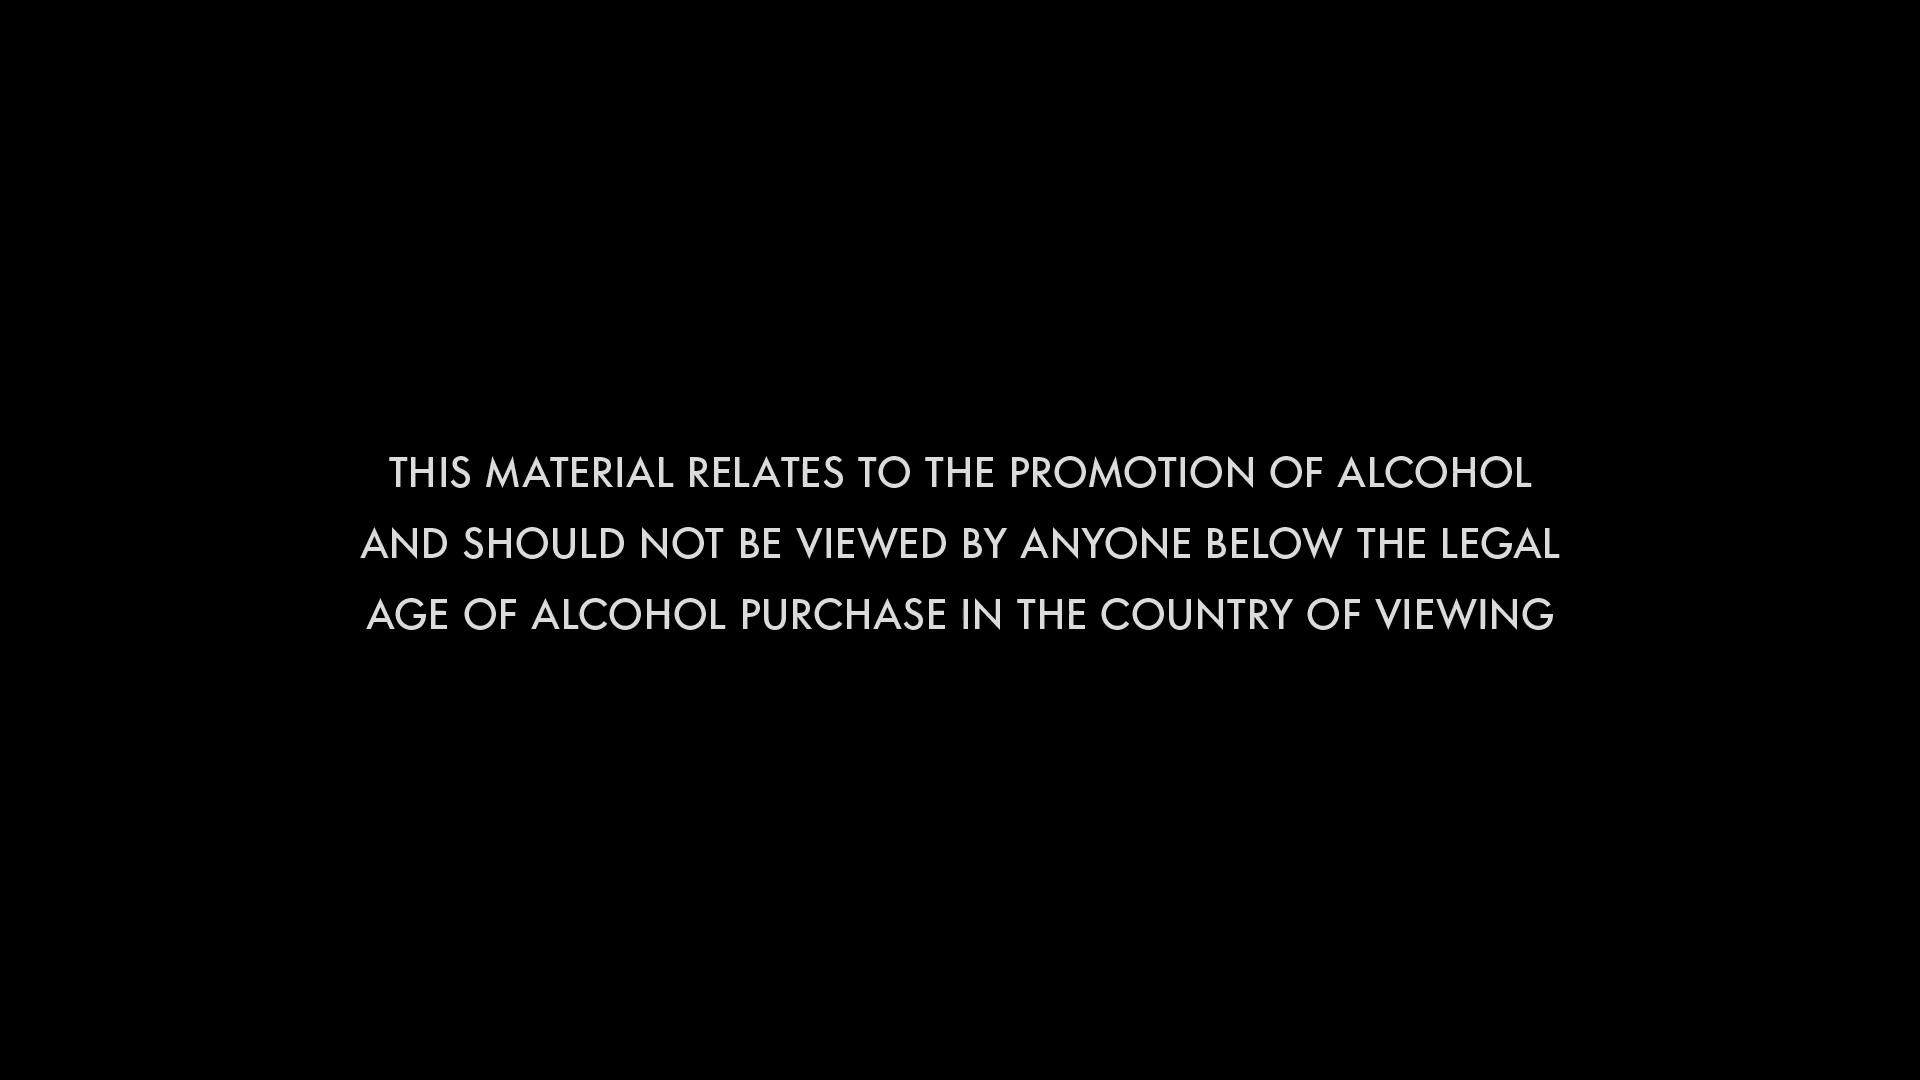 THIS MATERIAL RELATES TO THE PROMOTION OF ALCOHOL
AND SHOULD NOT BE VIEWED BY ANYONE BELOW THE LEGAL
AGE OF ALCOHOL PURCHASE IN THE COUNTRY OF VIEWING